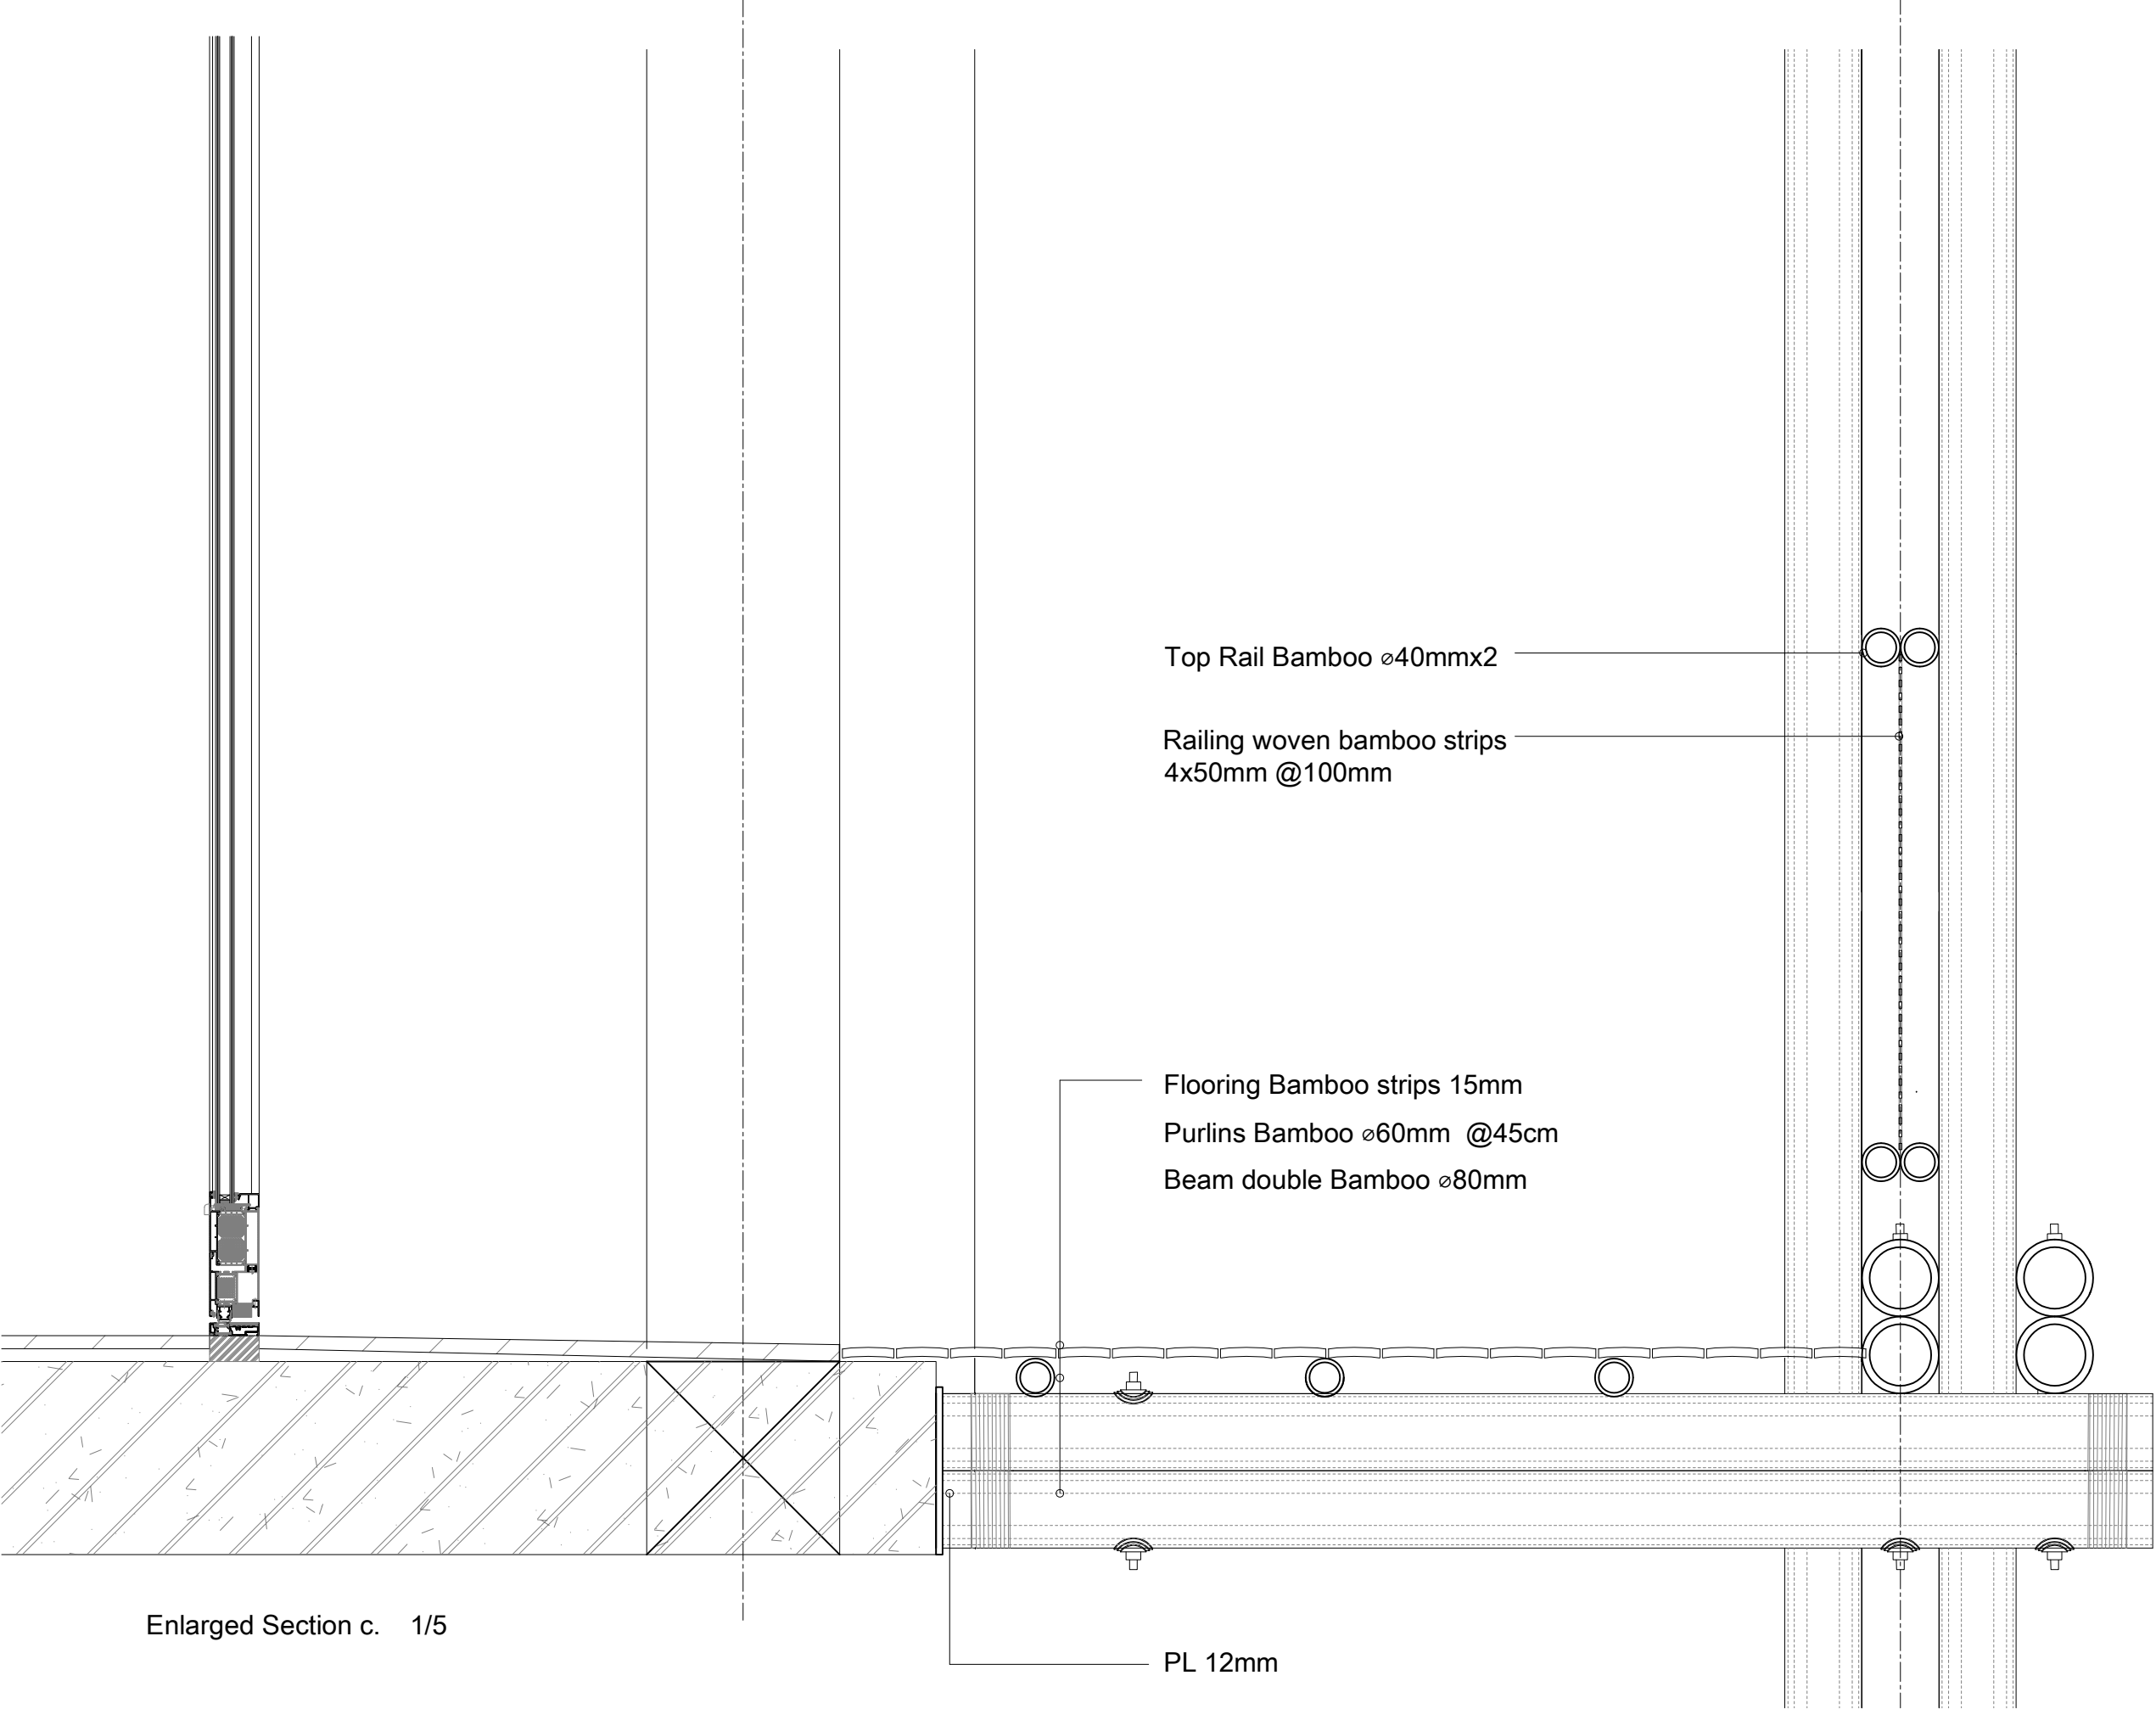 Top Rail Bamboo ⌀40mmx2
Railing woven bamboo strips
4x50mm @100mm
Flooring Bamboo strips 15mm
Purlins Bamboo ⌀60mm @45cm
Beam double Bamboo ⌀80mm
Enlarged Section c. 1/5
PL 12mm